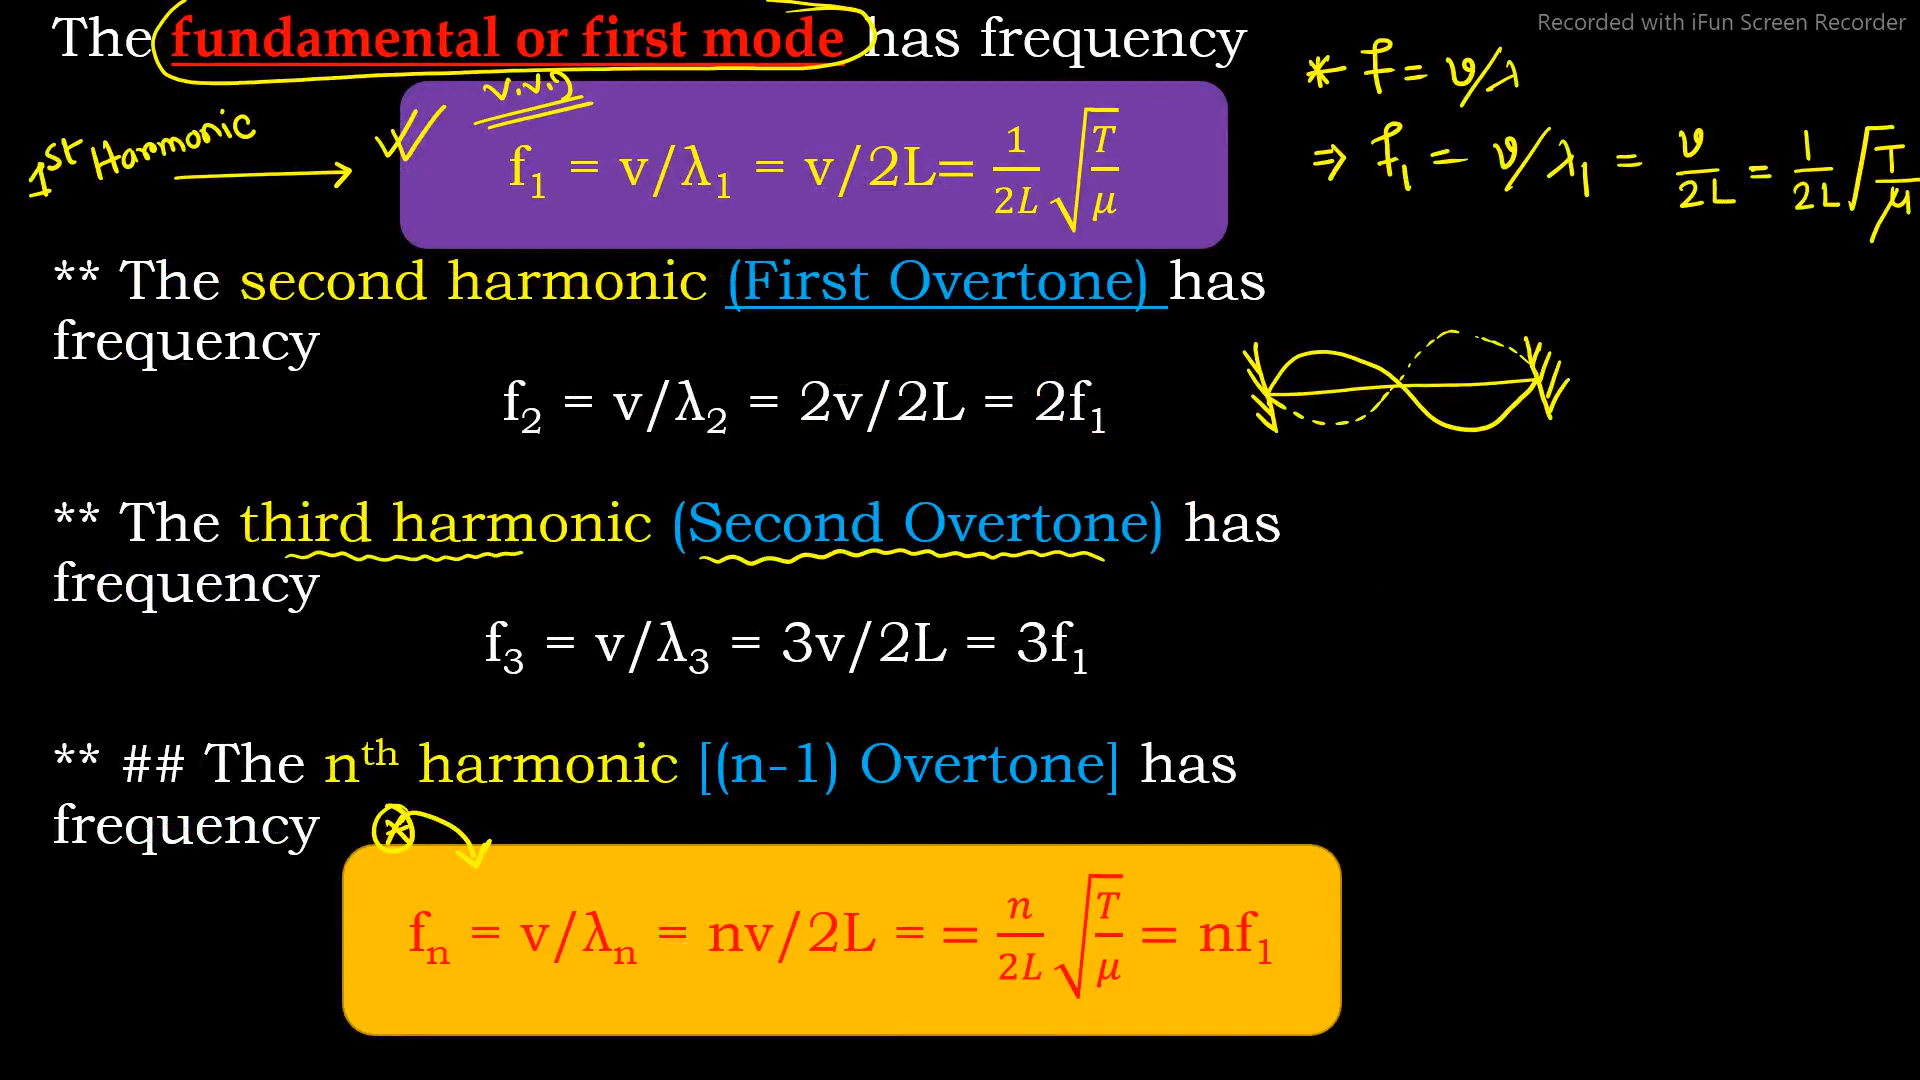 Recorded with iFun Screen Recorder
The fundamental or first mode has frequency
* f = v/λ
v.v.2
1st Harmonic
f₁ = v/λ₁ = v/2L= 1/2L √T/μ
⇒ f₁ = v/λ₁ = v/2L = 1/2L √T/μ
** The second harmonic (First Overtone) has
frequency
f₂ = v/λ₂ = 2v/2L = 2f₁
** The third harmonic (Second Overtone) has
frequency
f₃ = v/λ₃ = 3v/2L = 3f₁
** ## The nᵗʰ harmonic [(n-1) Overtone] has
frequency
fₙ = v/λₙ = nv/2L = = n/2L √T/μ = nf₁